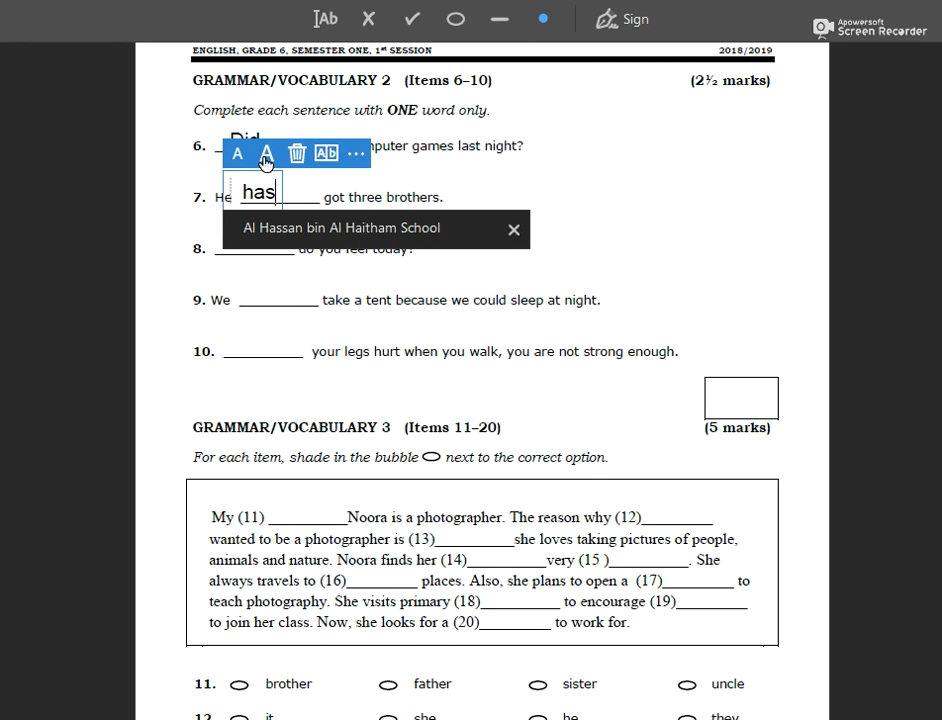 Ab Sign
Apowersoft
Screen Recorder
ENGLISH, GRADE 6, SEMESTER ONE, 1st SESSION 2018/2019
GRAMMAR/VOCABULARY 2 (Items 6–10) (2½ marks)
Complete each sentence with ONE word only.
6. Did mputer games last night?
A A Ab ...
7. He has got three brothers.
Al Hassan bin Al Haitham School
8. __________ do you feel today?
9. We __________ take a tent because we could sleep at night.
10. __________ your legs hurt when you walk, you are not strong enough.
GRAMMAR/VOCABULARY 3 (Items 11–20) (5 marks)
For each item, shade in the bubble next to the correct option.
My (11) __________Noora is a photographer. The reason why (12)_________
wanted to be a photographer is (13)__________she loves taking pictures of people,
animals and nature. Noora finds her (14)__________very (15 )__________. She
always travels to (16)_________ places. Also, she plans to open a (17)_________ to
teach photography. She visits primary (18)__________ to encourage (19)_________
to join her class. Now, she looks for a (20)_________ to work for.
11. brother father sister uncle
12. it she he they